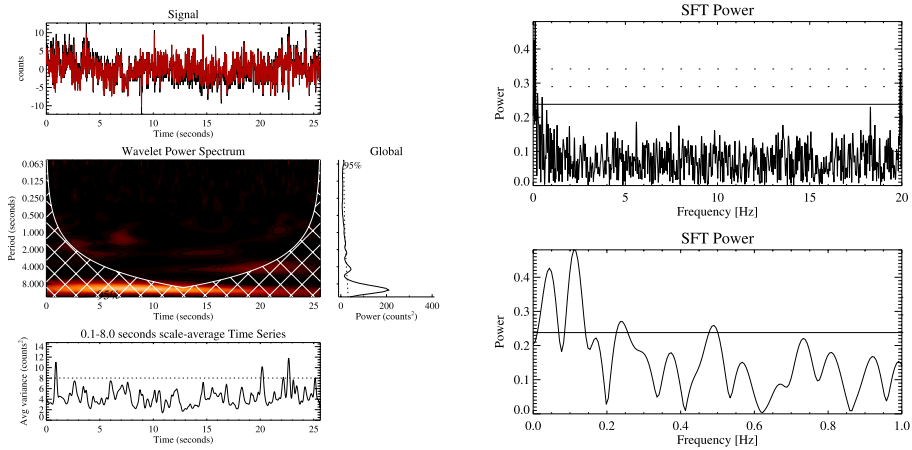 Signal
10
5
0
-5
-10
counts
0 5 10 15 20 25
Time (seconds)
Wavelet Power Spectrum
0.063
0.125
0.250
0.500
1.000
2.000
4.000
8.000
Period (seconds)
95%
0 5 10 15 20 25
Time (seconds)
Global
95%
0 200 400
Power (counts²)
0.1-8.0 seconds scale-average Time Series
14
12
10
8
6
4
2
0
Avg variance (counts²)
0 5 10 15 20 25
Time (seconds)
SFT Power
0.4
0.3
0.2
0.1
0.0
Power
0 5 10 15 20
Frequency [Hz]
SFT Power
0.4
0.3
0.2
0.1
0.0
Power
0.0 0.2 0.4 0.6 0.8 1.0
Frequency [Hz]